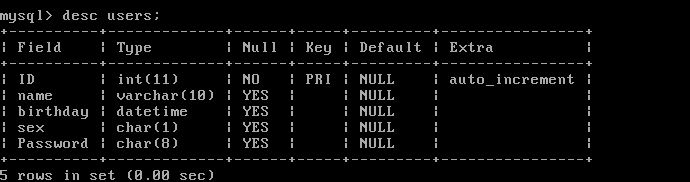 mysql> desc users;
+----------+-------------+------+-----+---------+----------------+
| Field    | Type        | Null | Key | Default | Extra          |
+----------+-------------+------+-----+---------+----------------+
| ID       | int(11)     | NO   | PRI | NULL    | auto_increment |
| name     | varchar(10) | YES  |     | NULL    |                |
| birthday | datetime    | YES  |     | NULL    |                |
| sex      | char(1)     | YES  |     | NULL    |                |
| Password | char(8)     | YES  |     | NULL    |                |
+----------+-------------+------+-----+---------+----------------+
5 rows in set (0.00 sec)